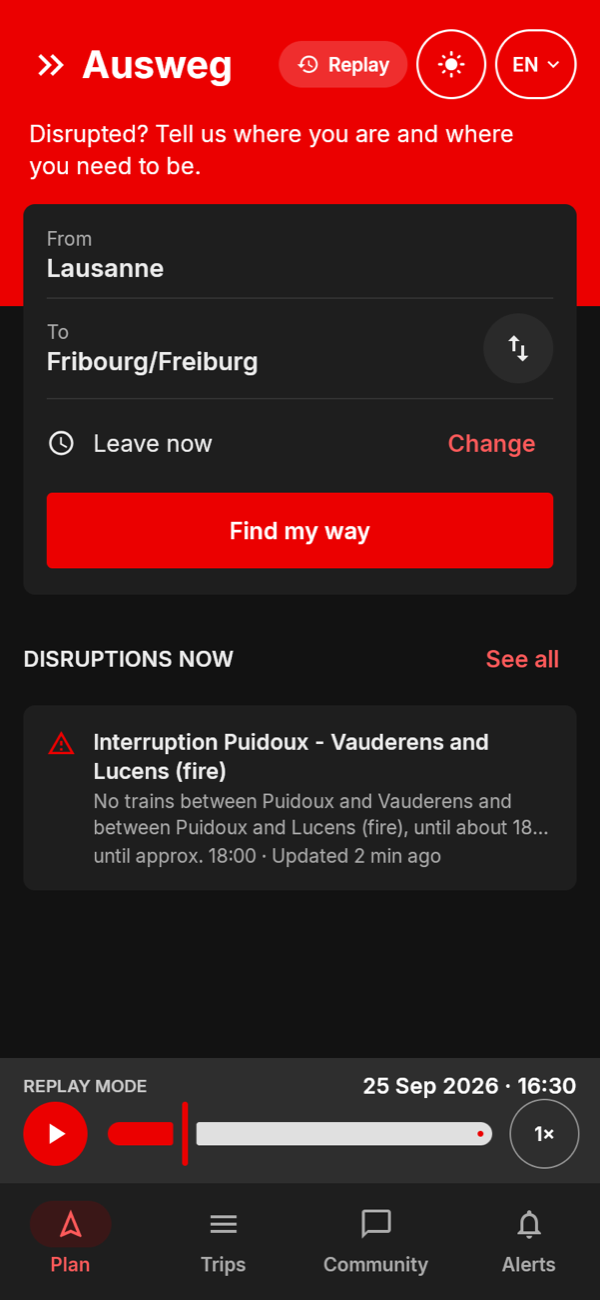 Ausweg
Replay
EN
Disrupted? Tell us where you are and where
you need to be.
From
Lausanne
To
Fribourg/Freiburg
Leave now
Change
Find my way
DISRUPTIONS NOW
See all
Interruption Puidoux - Vauderens and
Lucens (fire)
No trains between Puidoux and Vauderens and
between Puidoux and Lucens (fire), until about 18...
until approx. 18:00 · Updated 2 min ago
REPLAY MODE
25 Sep 2026 · 16:30
1×
Plan
Trips
Community
Alerts